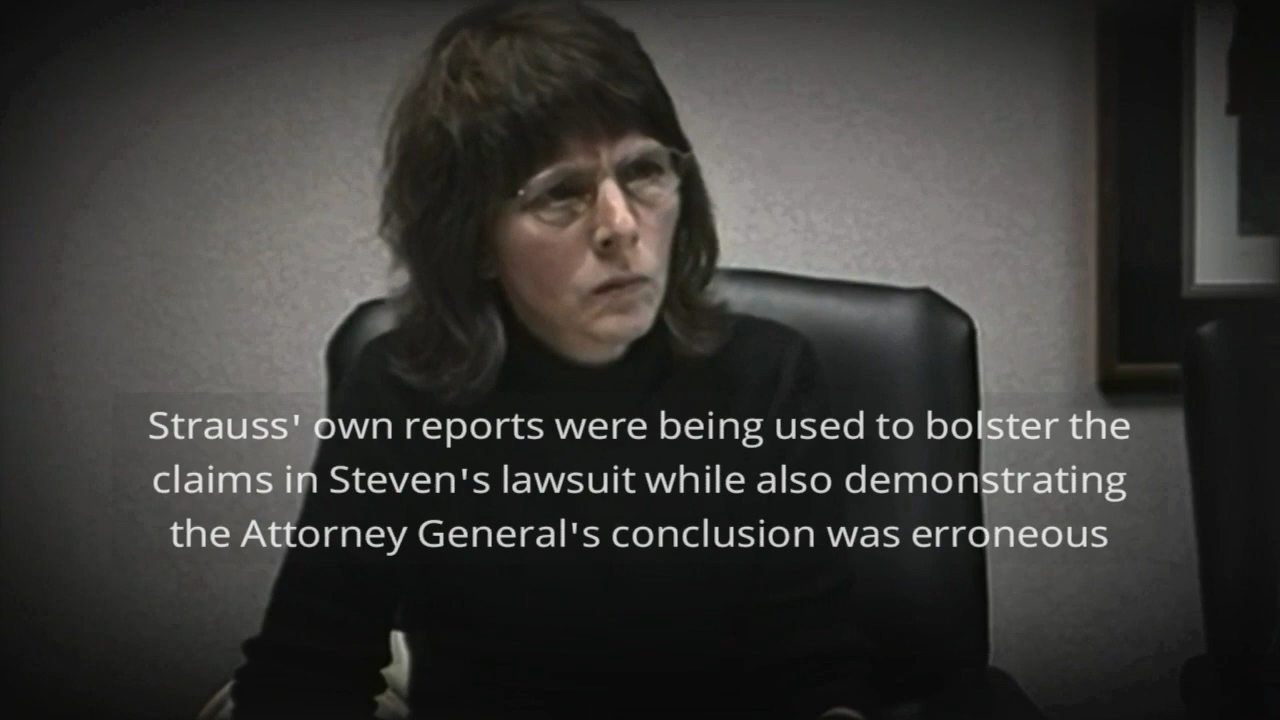 Strauss' own reports were being used to bolster the
claims in Steven's lawsuit while also demonstrating
the Attorney General's conclusion was erroneous